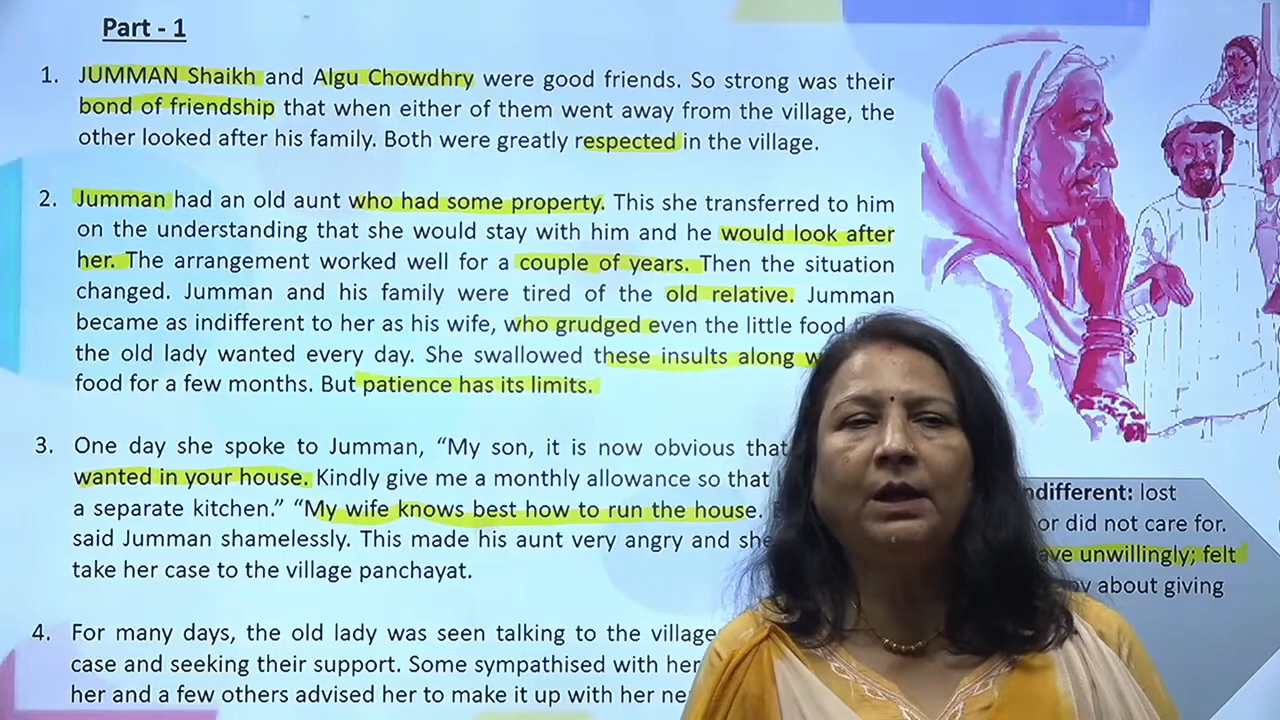 Part - 1
1. JUMMAN Shaikh and Algu Chowdhry were good friends. So strong was their
bond of friendship that when either of them went away from the village, the
other looked after his family. Both were greatly respected in the village.
2. Jumman had an old aunt who had some property. This she transferred to him
on the understanding that she would stay with him and he would look after
her. The arrangement worked well for a couple of years. Then the situation
changed. Jumman and his family were tired of the old relative. Jumman
became as indifferent to her as his wife, who grudged even the little food
the old lady wanted every day. She swallowed these insults along
food for a few months. But patience has its limits.
3. One day she spoke to Jumman, “My son, it is now obvious that
wanted in your house. Kindly give me a monthly allowance so that
a separate kitchen.” “My wife knows best how to run the house.
said Jumman shamelessly. This made his aunt very angry and she
take her case to the village panchayat.
4. For many days, the old lady was seen talking to the village
case and seeking their support. Some sympathised with her
her and a few others advised her to make it up with her
ndifferent: lost
or did not care for.
ave unwillingly; felt
about giving